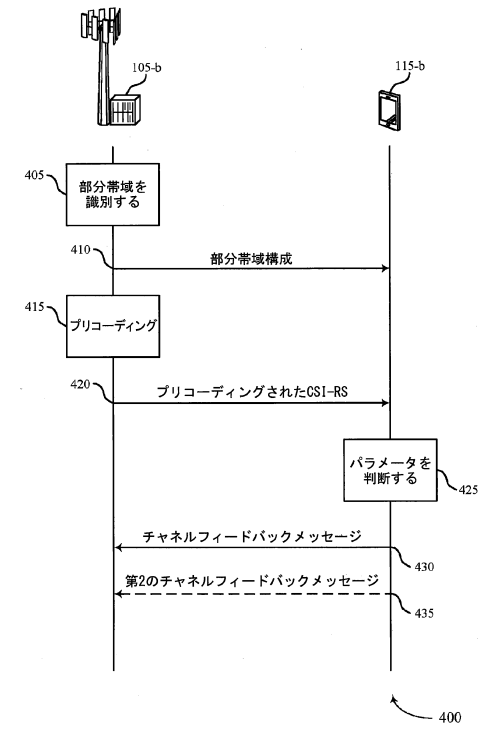 105-b
115-b
405
部分帯域を
識別する
410
部分帯域構成
415
プリコーディング
420
プリコーディングされたCSI-RS
パラメータを
判断する
425
チャネルフィードバックメッセージ
430
第2のチャネルフィードバックメッセージ
435
400